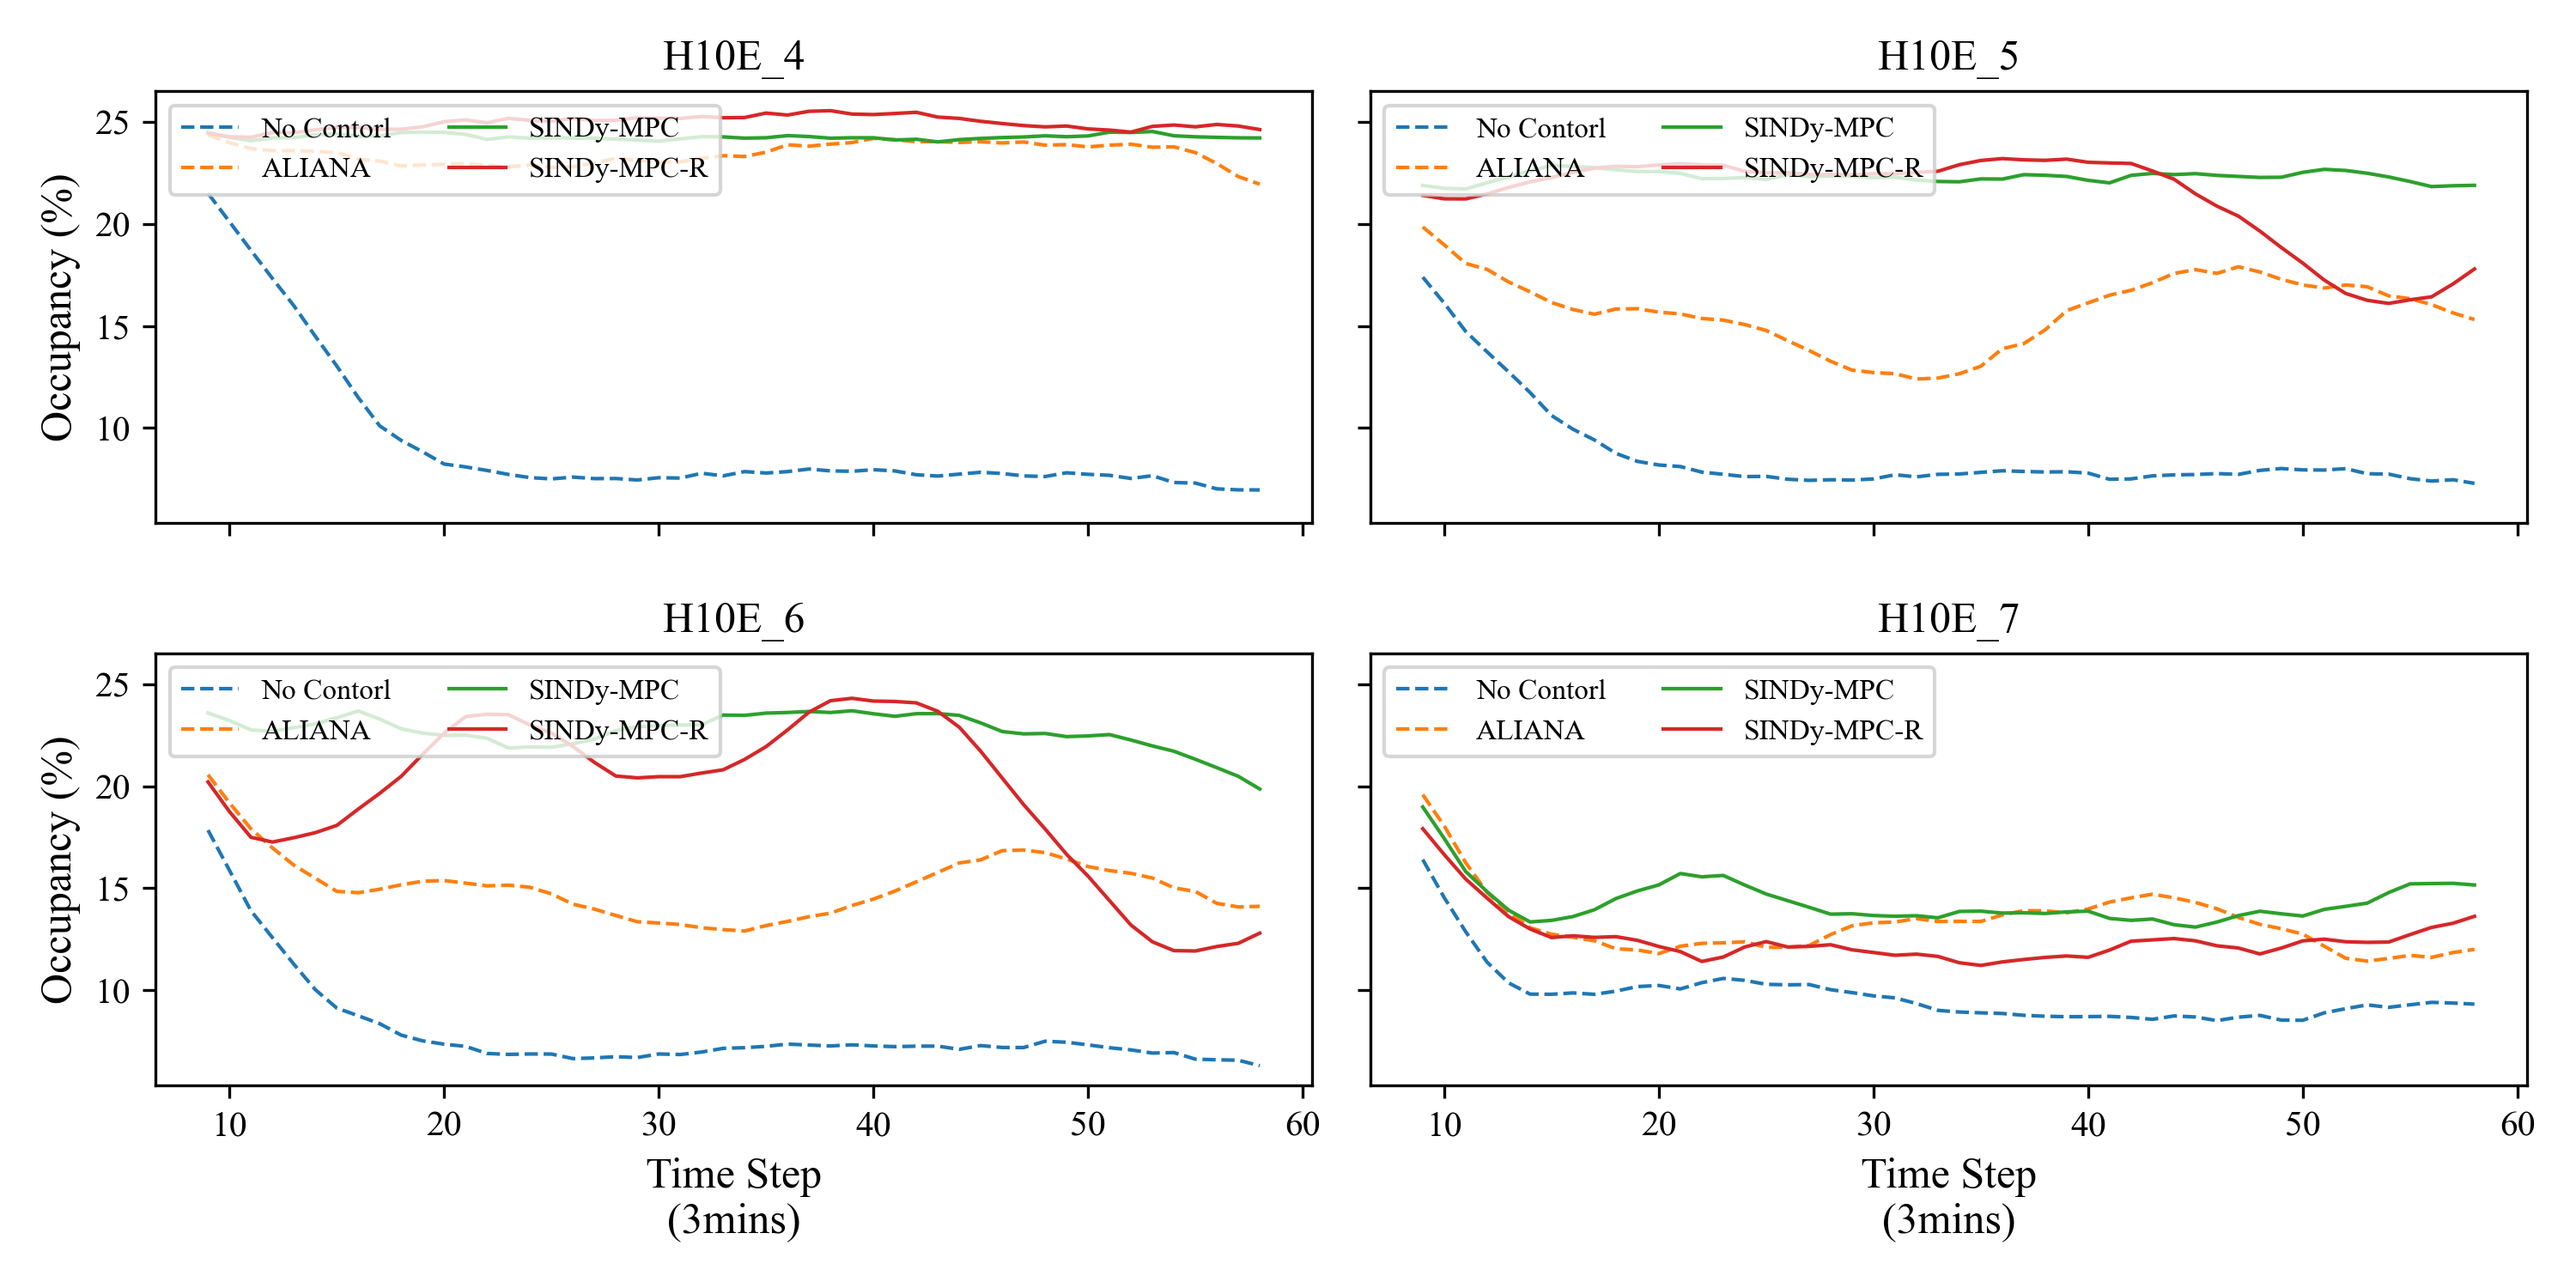 H10E_4
H10E_5
No Contorl
ALIANA
SINDy-MPC
SINDy-MPC-R
No Contorl
ALIANA
SINDy-MPC
SINDy-MPC-R
Occupancy (%)
25
20
15
10
H10E_6
H10E_7
No Contorl
ALIANA
SINDy-MPC
SINDy-MPC-R
No Contorl
ALIANA
SINDy-MPC
SINDy-MPC-R
Occupancy (%)
25
20
15
10
10 20 30 40 50 60
10 20 30 40 50 60
Time Step
(3mins)
Time Step
(3mins)